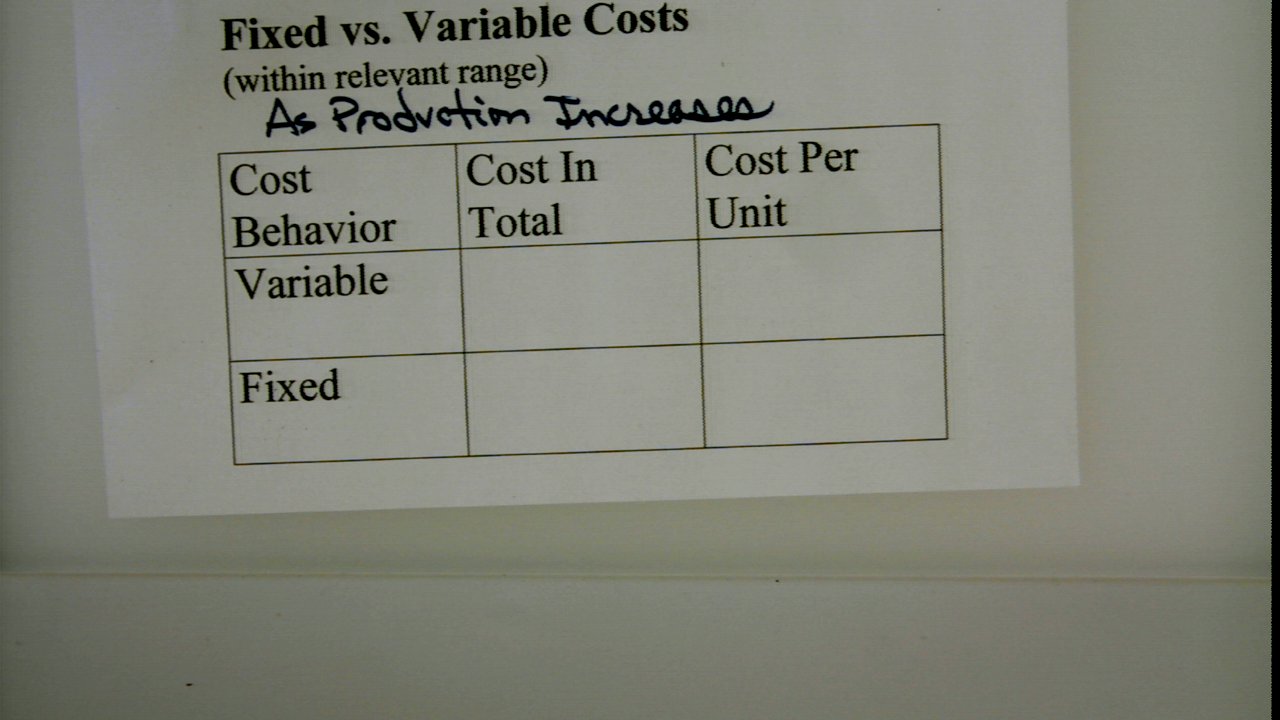 Fixed vs. Variable Costs
(within relevant range)
As Production Increases
Cost Behavior
Cost In Total
Cost Per Unit
Variable
Fixed